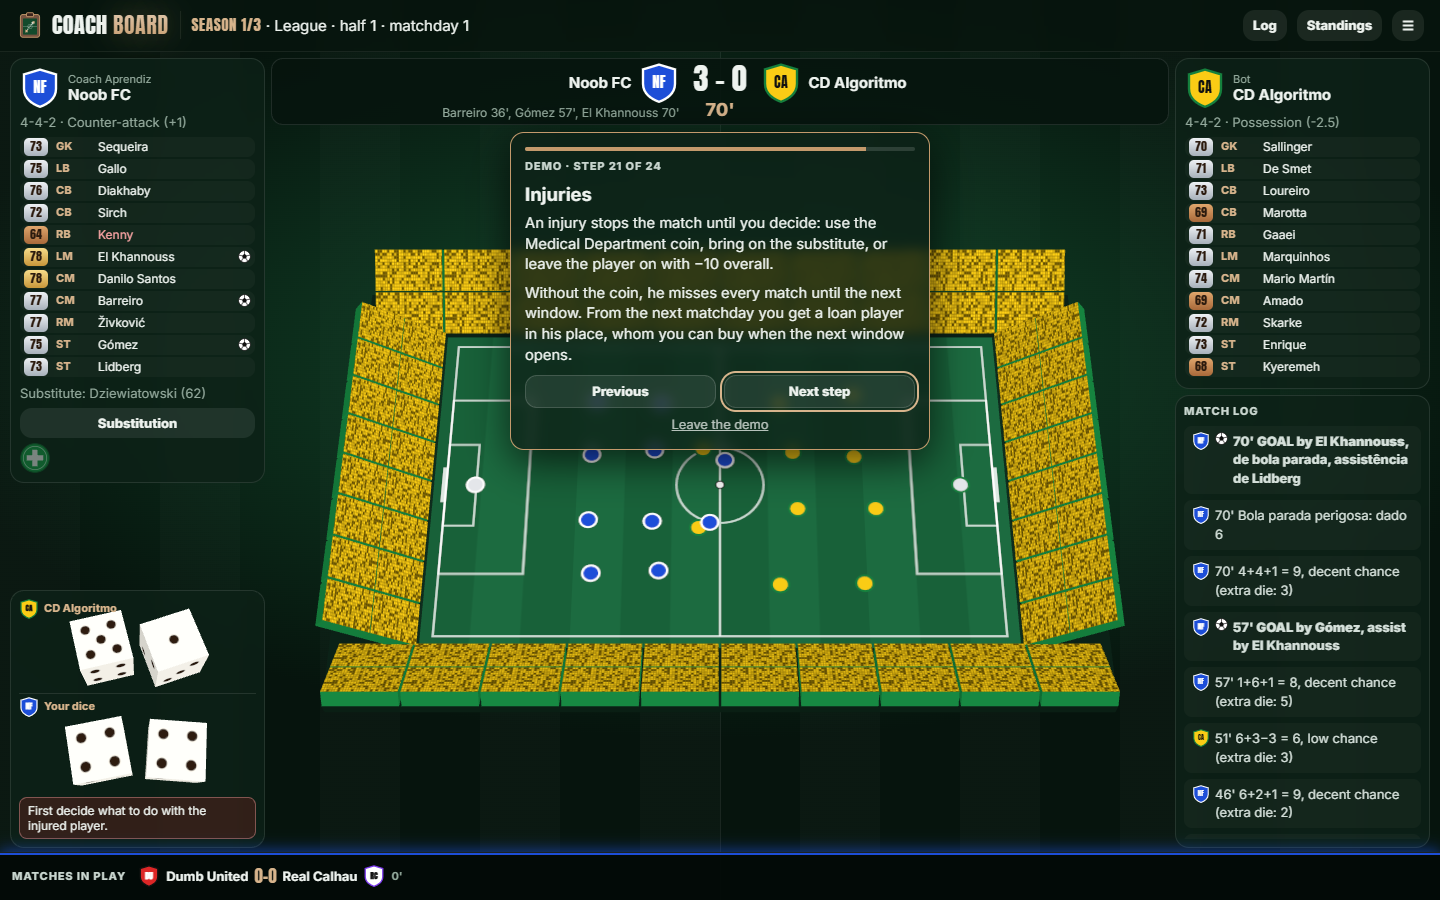 COACH BOARD
SEASON 1/3 · League · half 1 · matchday 1
Log
Standings
NF
Coach Aprendiz
Noob FC
4-4-2 · Counter-attack (+1)
73 GK Sequeira
75 LB Gallo
76 CB Diakhaby
72 CB Sirch
64 RB Kenny
78 LM El Khannouss
78 CM Danilo Santos
77 CM Barreiro
77 RM Živković
75 ST Gómez
73 ST Lidberg
Substitute: Dziewiatowski (62)
Substitution
Noob FC NF 3 - 0 CA CD Algoritmo
Barreiro 36', Gómez 57', El Khannouss 70'
70'
DEMO · STEP 21 OF 24
Injuries
An injury stops the match until you decide: use the
Medical Department coin, bring on the substitute, or
leave the player on with −10 overall.
Without the coin, he misses every match until the next
window. From the next matchday you get a loan player
in his place, whom you can buy when the next window
opens.
Previous
Next step
Leave the demo
CA
Bot
CD Algoritmo
4-4-2 · Possession (-2.5)
70 GK Sallinger
71 LB De Smet
73 CB Loureiro
69 CB Marotta
71 RB Gaaei
71 LM Marquinhos
74 CM Mario Martín
69 CM Amado
72 RM Skarke
73 ST Enrique
68 ST Kyeremeh
MATCH LOG
NF 70' GOAL by El Khannouss,
de bola parada, assistência
de Lidberg
NF 70' Bola parada perigosa: dado
6
NF 70' 4+4+1 = 9, decent chance
(extra die: 3)
NF 57' GOAL by Gómez, assist
by El Khannouss
NF 57' 1+6+1 = 8, decent chance
(extra die: 5)
CA 51' 6+3−3 = 6, low chance
(extra die: 3)
NF 46' 6+2+1 = 9, decent chance
(extra die: 2)
CA CD Algoritmo
NF Your dice
First decide what to do with the
injured player.
MATCHES IN PLAY
Dumb United 0-0 Real Calhau RC 0'